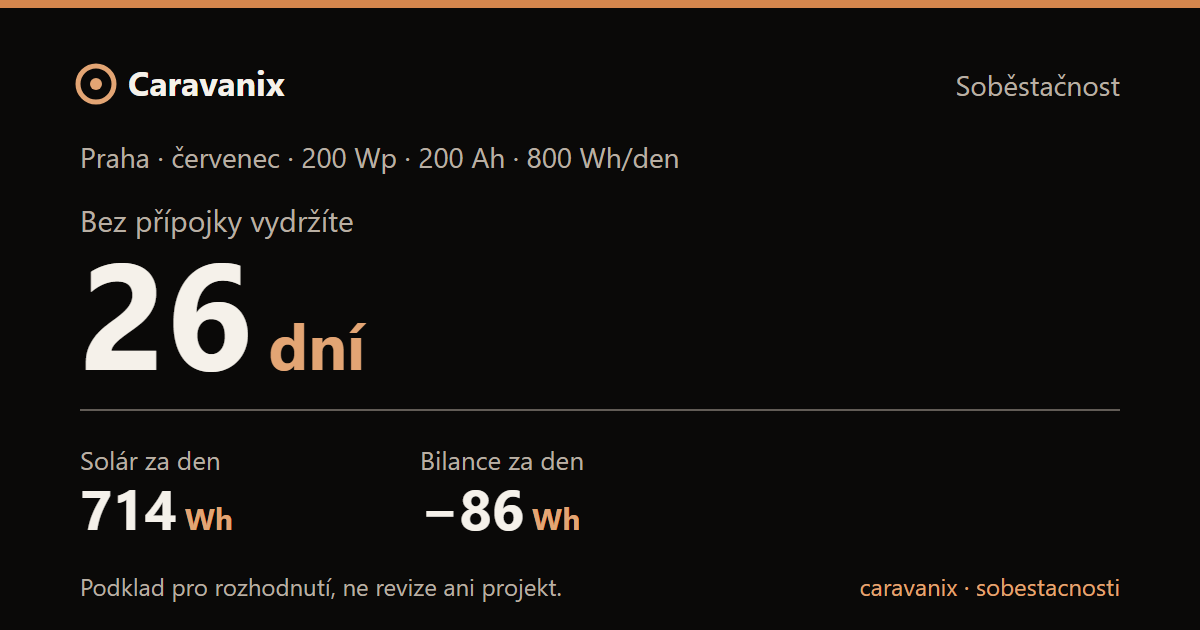 Caravanix
Soběstačnost
Praha · červenec · 200 Wp · 200 Ah · 800 Wh/den
Bez přípojky vydržíte
26 dní
Solár za den
Bilance za den
714 Wh
−86 Wh
Podklad pro rozhodnutí, ne revize ani projekt.
caravanix · sobestacnosti